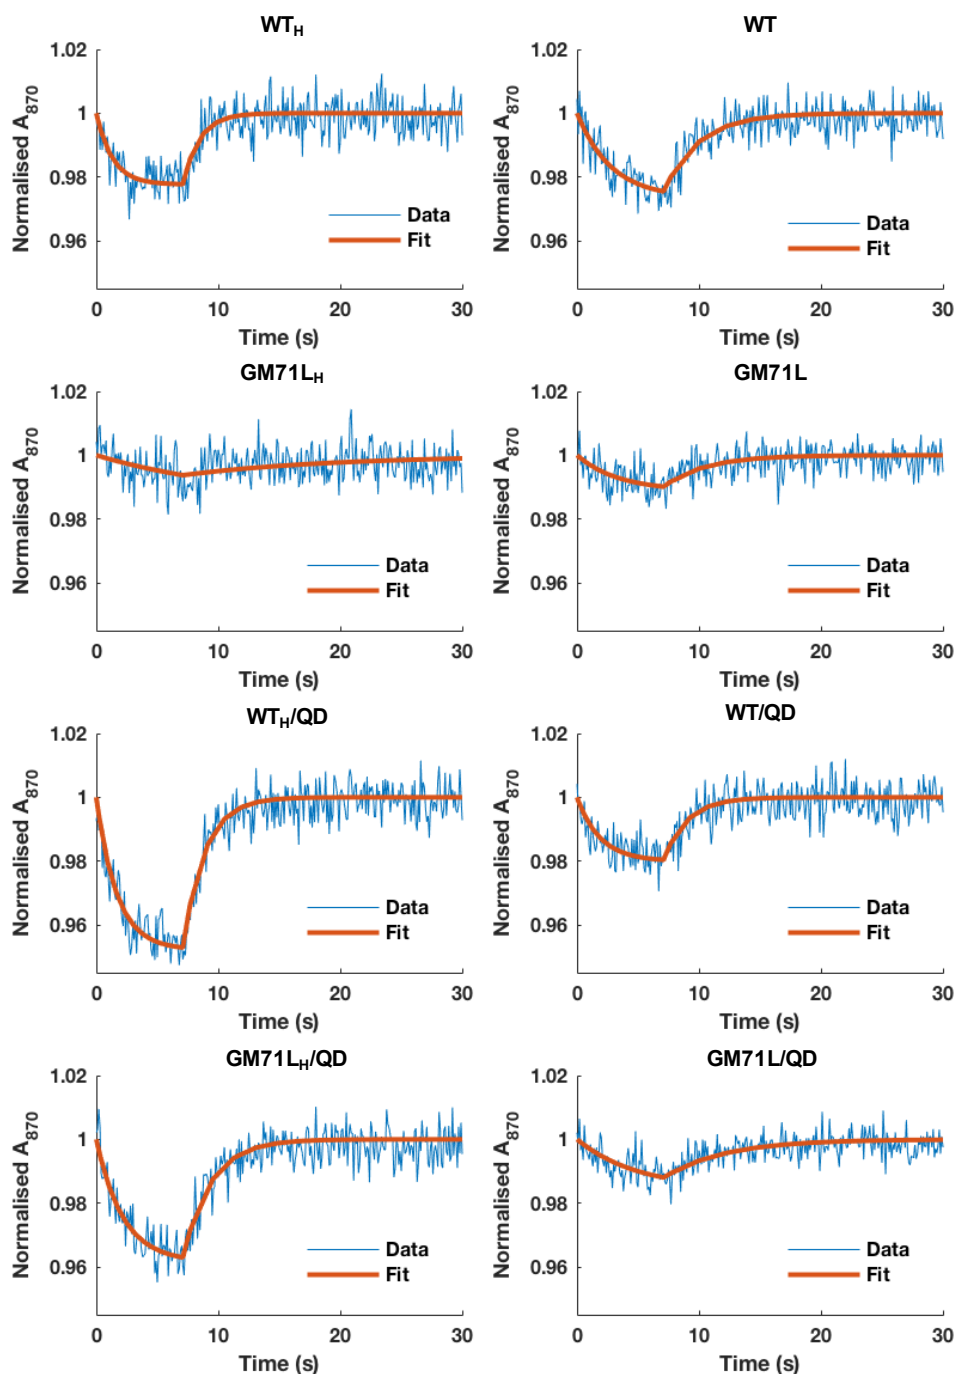 WTH
Normalised A870
1.02
1
0.98
0.96
Data
Fit
0 10 20 30
Time (s)
WT
Normalised A870
1.02
1
0.98
0.96
Data
Fit
0 10 20 30
Time (s)
GM71LH
Normalised A870
1.02
1
0.98
0.96
Data
Fit
0 10 20 30
Time (s)
GM71L
Normalised A870
1.02
1
0.98
0.96
Data
Fit
0 10 20 30
Time (s)
WTH/QD
Normalised A870
1.02
1
0.98
0.96
Data
Fit
0 10 20 30
Time (s)
WT/QD
Normalised A870
1.02
1
0.98
0.96
Data
Fit
0 10 20 30
Time (s)
GM71LH/QD
Normalised A870
1.02
1
0.98
0.96
Data
Fit
0 10 20 30
Time (s)
GM71L/QD
Normalised A870
1.02
1
0.98
0.96
Data
Fit
0 10 20 30
Time (s)